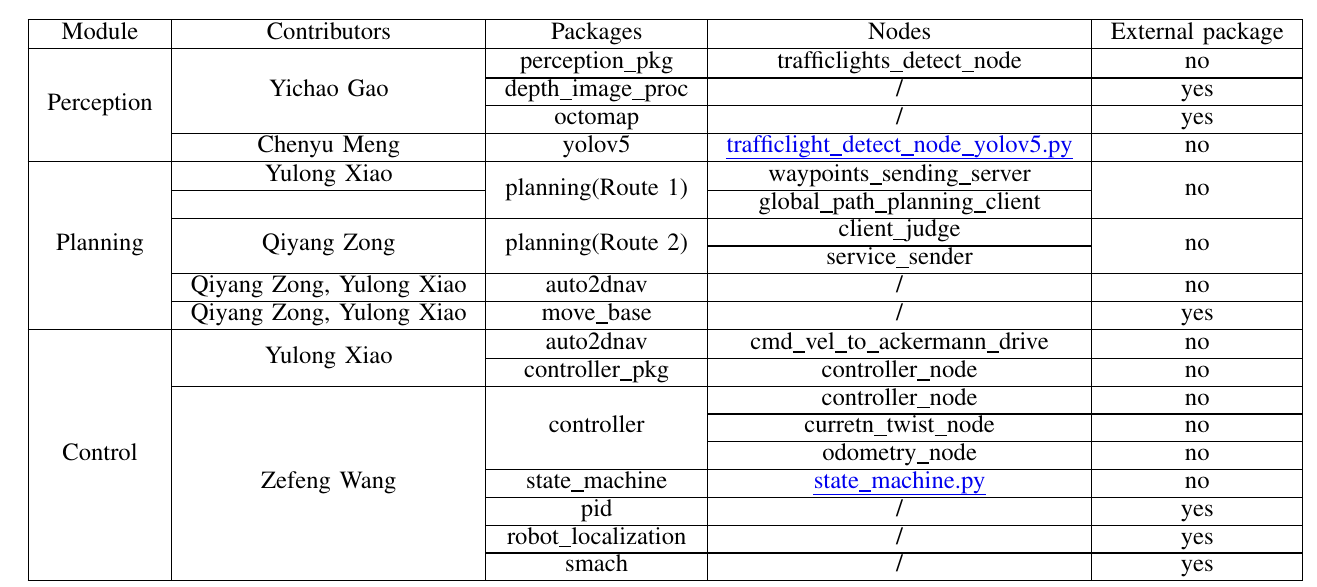 Module Contributors Packages Nodes External package
Perception Yichao Gao perception_pkg trafficlights_detect_node no
depth_image_proc / yes
octomap / yes
Chenyu Meng yolov5 trafficlight_detect_node_yolov5.py no
Planning Yulong Xiao planning(Route 1) waypoints_sending_server no
global_path_planning_client
Qiyang Zong planning(Route 2) client_judge no
service_sender
Qiyang Zong, Yulong Xiao auto2dnav / no
Qiyang Zong, Yulong Xiao move_base / yes
Control Yulong Xiao auto2dnav cmd_vel_to_ackermann_drive no
controller_pkg controller_node no
Zefeng Wang controller controller_node no
curretn_twist_node no
odometry_node no
state_machine state_machine.py no
pid / yes
robot_localization / yes
smach / yes